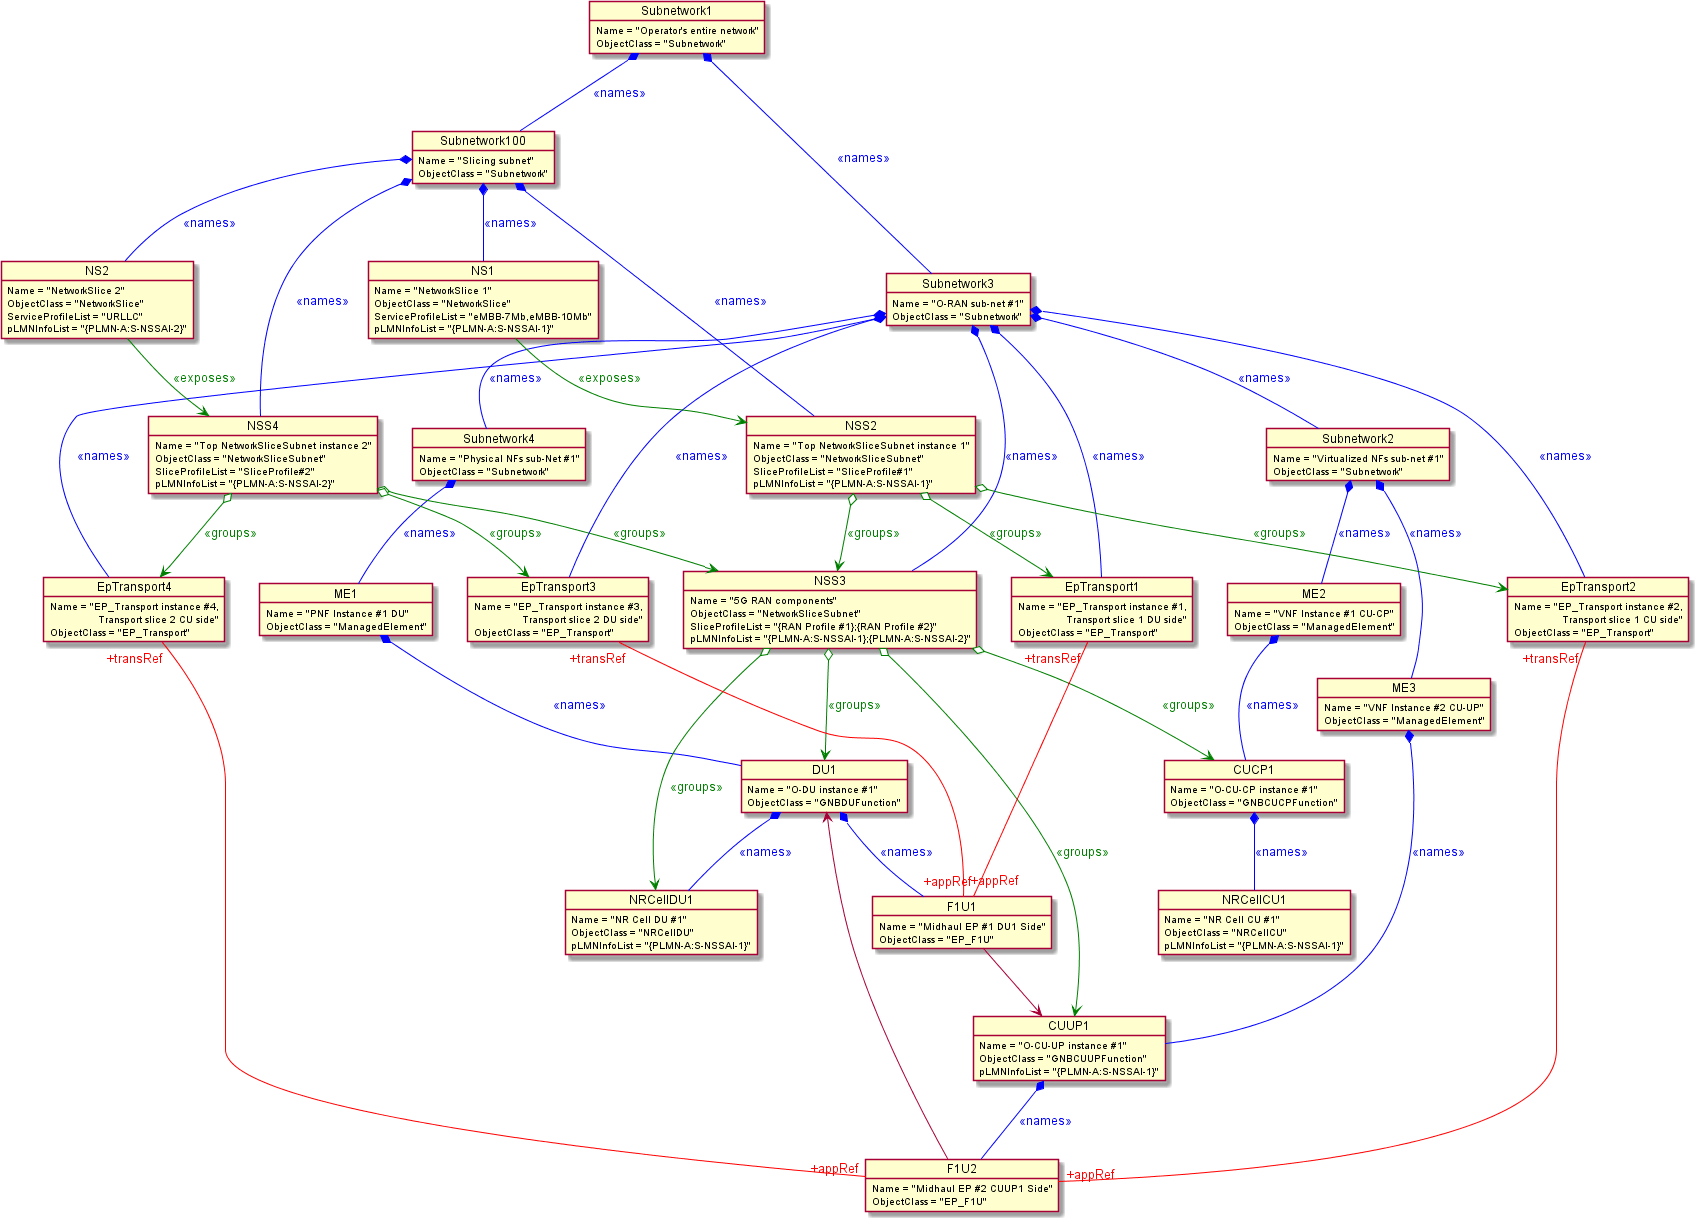 Subnetwork1
Name = "Operator's entire network"
ObjectClass = "Subnetwork"
«names»
«names»
Subnetwork100
Name = "Slicing subnet"
ObjectClass = "Subnetwork"
«names»
«names»
«names»
«names»
NS2
Name = "NetworkSlice 2"
ObjectClass = "NetworkSlice"
ServiceProfileList = "URLLC"
pLMNInfoList = "{PLMN-A:S-NSSAI-2}"
NS1
Name = "NetworkSlice 1"
ObjectClass = "NetworkSlice"
ServiceProfileList = "eMBB-7Mb,eMBB-10Mb"
pLMNInfoList = "{PLMN-A:S-NSSAI-1}"
Subnetwork3
Name = "O-RAN sub-net #1"
ObjectClass = "Subnetwork"
«exposes»
«names»
«exposes»
«names»
NSS4
Name = "Top NetworkSliceSubnet instance 2"
ObjectClass = "NetworkSliceSubnet"
SliceProfileList = "SliceProfile#2"
pLMNInfoList = "{PLMN-A:S-NSSAI-2}"
Subnetwork4
Name = "Physical NFs sub-Net #1"
ObjectClass = "Subnetwork"
NSS2
Name = "Top NetworkSliceSubnet instance 1"
ObjectClass = "NetworkSliceSubnet"
SliceProfileList = "SliceProfile#1"
pLMNInfoList = "{PLMN-A:S-NSSAI-1}"
Subnetwork2
Name = "Virtualized NFs sub-net #1"
ObjectClass = "Subnetwork"
«names»
«names»
«names»
«names»
«names»
«groups»
«names»
«groups»
«groups»
«groups»
«groups»
«groups»
«names»
«names»
EpTransport4
Name = "EP_Transport instance #4,
Transport slice 2 CU side"
ObjectClass = "EP_Transport"
ME1
Name = "PNF Instance #1 DU"
ObjectClass = "ManagedElement"
EpTransport3
Name = "EP_Transport instance #3,
Transport slice 2 DU side"
ObjectClass = "EP_Transport"
NSS3
Name = "5G RAN components"
ObjectClass = "NetworkSliceSubnet"
SliceProfileList = "{RAN Profile #1};{RAN Profile #2}"
pLMNInfoList = "{PLMN-A:S-NSSAI-1};{PLMN-A:S-NSSAI-2}"
EpTransport1
Name = "EP_Transport instance #1,
Transport slice 1 DU side"
ObjectClass = "EP_Transport"
ME2
Name = "VNF Instance #1 CU-CP"
ObjectClass = "ManagedElement"
EpTransport2
Name = "EP_Transport instance #2,
Transport slice 1 CU side"
ObjectClass = "EP_Transport"
+transRef
+transRef
+transRef
+transRef
ME3
Name = "VNF Instance #2 CU-UP"
ObjectClass = "ManagedElement"
«names»
«groups»
«groups»
«names»
DU1
Name = "O-DU instance #1"
ObjectClass = "GNBDUFunction"
CUCP1
Name = "O-CU-CP instance #1"
ObjectClass = "GNBCUCPFunction"
«groups»
«names»
«names»
«groups»
«names»
«names»
+appRef
+appRef
NRCellDU1
Name = "NR Cell DU #1"
ObjectClass = "NRCellDU"
pLMNInfoList = "{PLMN-A:S-NSSAI-1}"
F1U1
Name = "Midhaul EP #1 DU1 Side"
ObjectClass = "EP_F1U"
NRCellCU1
Name = "NR Cell CU #1"
ObjectClass = "NRCellCU"
pLMNInfoList = "{PLMN-A:S-NSSAI-1}"
CUUP1
Name = "O-CU-UP instance #1"
ObjectClass = "GNBCUUPFunction"
pLMNInfoList = "{PLMN-A:S-NSSAI-1}"
«names»
+appRef
+appRef
F1U2
Name = "Midhaul EP #2 CUUP1 Side"
ObjectClass = "EP_F1U"